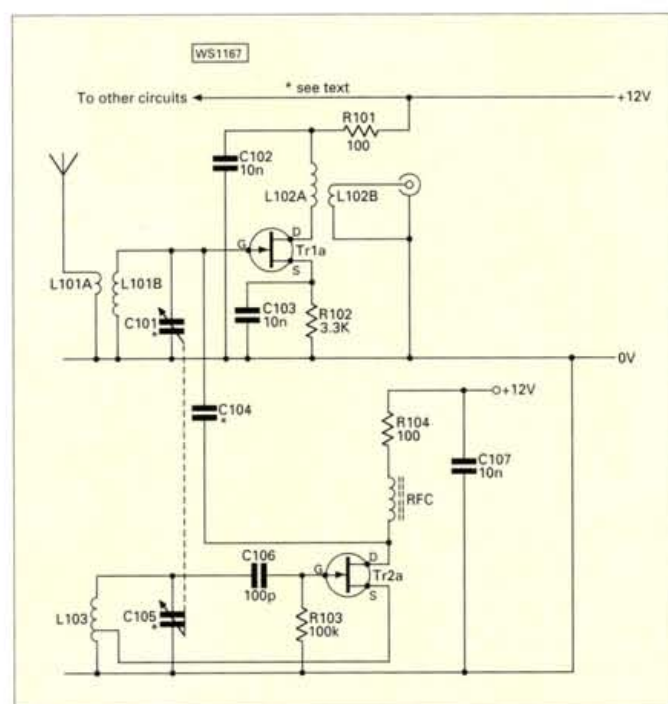 WS1167
* see text
To other circuits
+12V
R101
100
C102
10n
L102A
L102B
D
G
Tr1a
S
L101A
L101B
C101
*
C103
10n
R102
3.3K
0V
C104
*
+12V
R104
100
C107
10n
RFC
C106
100p
D
G
Tr2a
S
L103
C105
*
R103
100k